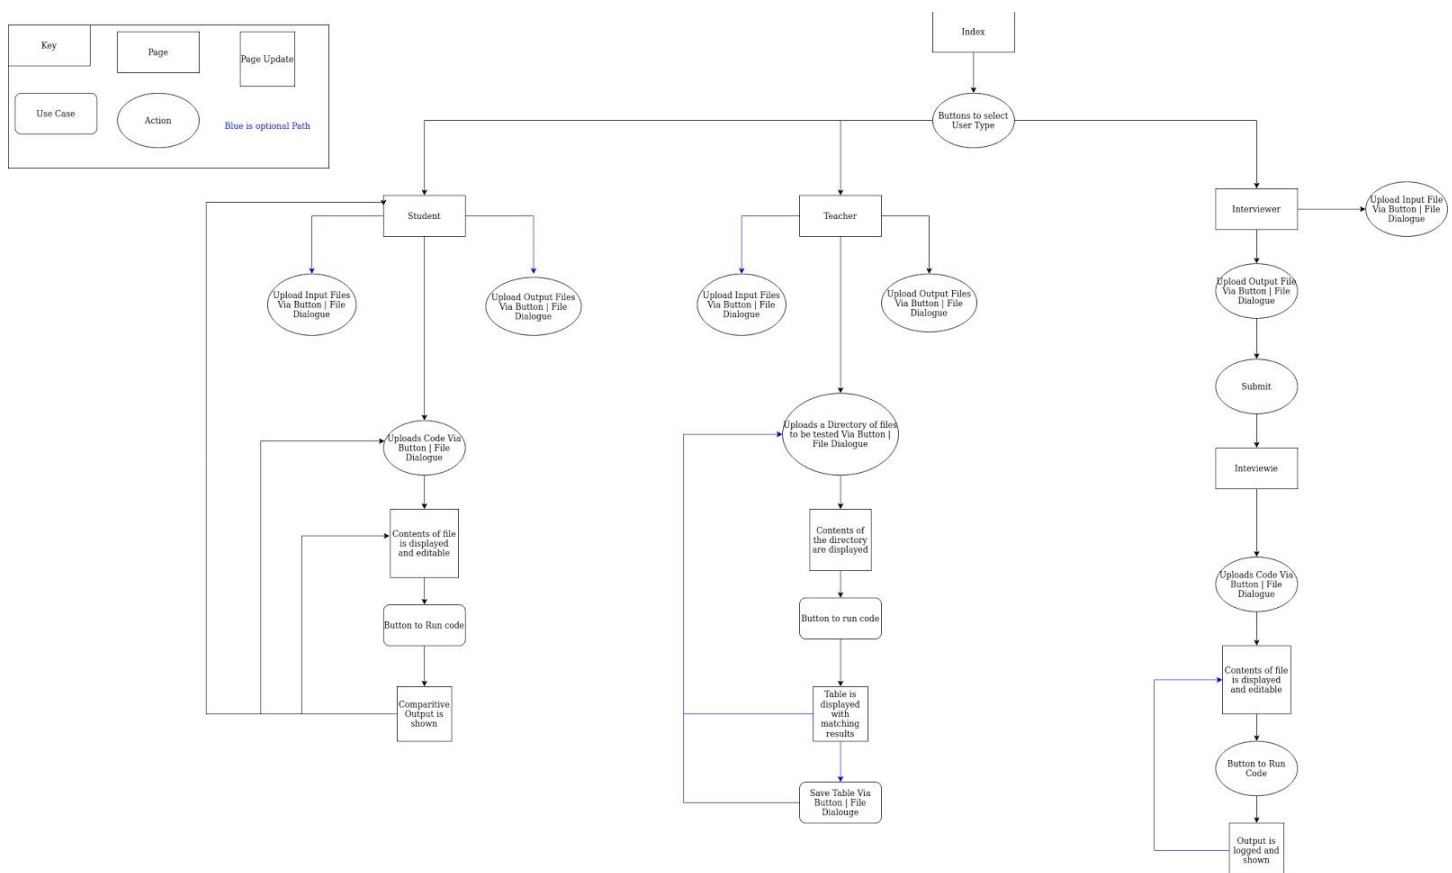 Key
Page
Page Update
Use Case
Action
Blue is optional Path
Index
Buttons to select
User Type
Student
Upload Input Files
Via Button | File
Dialogue
Upload Output Files
Via Button | File
Dialogue
Uploads Code Via
Button | File
Dialogue
Contents of file
is displayed
and editable
Button to Run code
Comparitive
Output is
shown
Teacher
Upload Input Files
Via Button | File
Dialogue
Upload Output Files
Via Button | File
Dialogue
Uploads a Directory of files
to be tested Via Button |
File Dialogue
Contents of
the directory
are displayed
Button to run code
Table is
displayed
with
matching
results
Save Table Via
Button | File
Dialouge
Interviewer
Upload Input File
Via Button | File
Dialogue
Upload Output File
Via Button | File
Dialogue
Submit
Inteviewie
Uploads Code Via
Button | File
Dialogue
Contents of file
is displayed
and editable
Button to Run
Code
Output is
logged and
shown